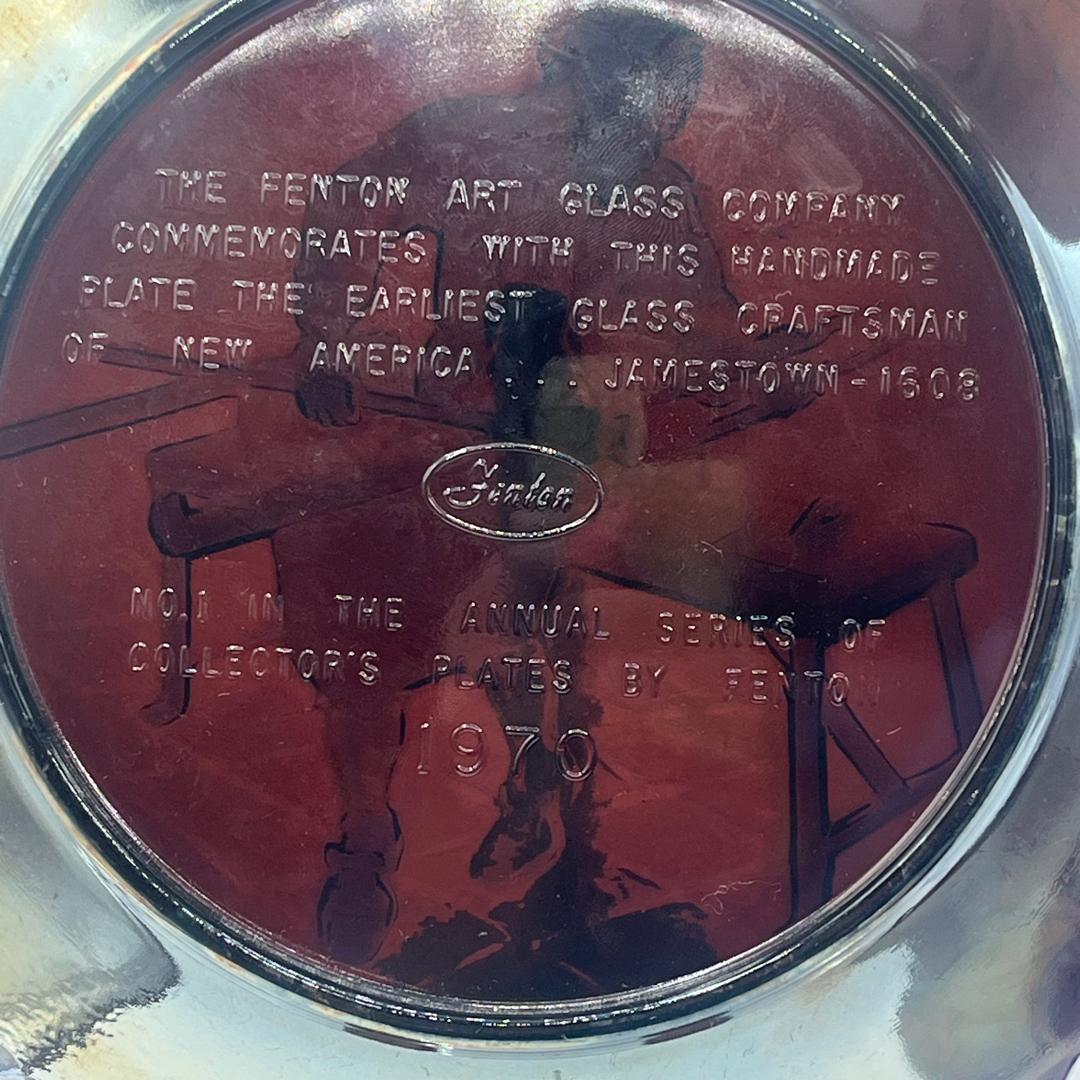 THE FENTON ART GLASS COMPANY
COMMEMORATES WITH THIS HANDMADE
PLATE THE EARLIEST GLASS CRAFTSMAN
OF NEW AMERICA . . . JAMESTOWN-1608
Fenton
NO.1 IN THE ANNUAL SERIES OF
COLLECTOR'S PLATES BY FENTON
1970